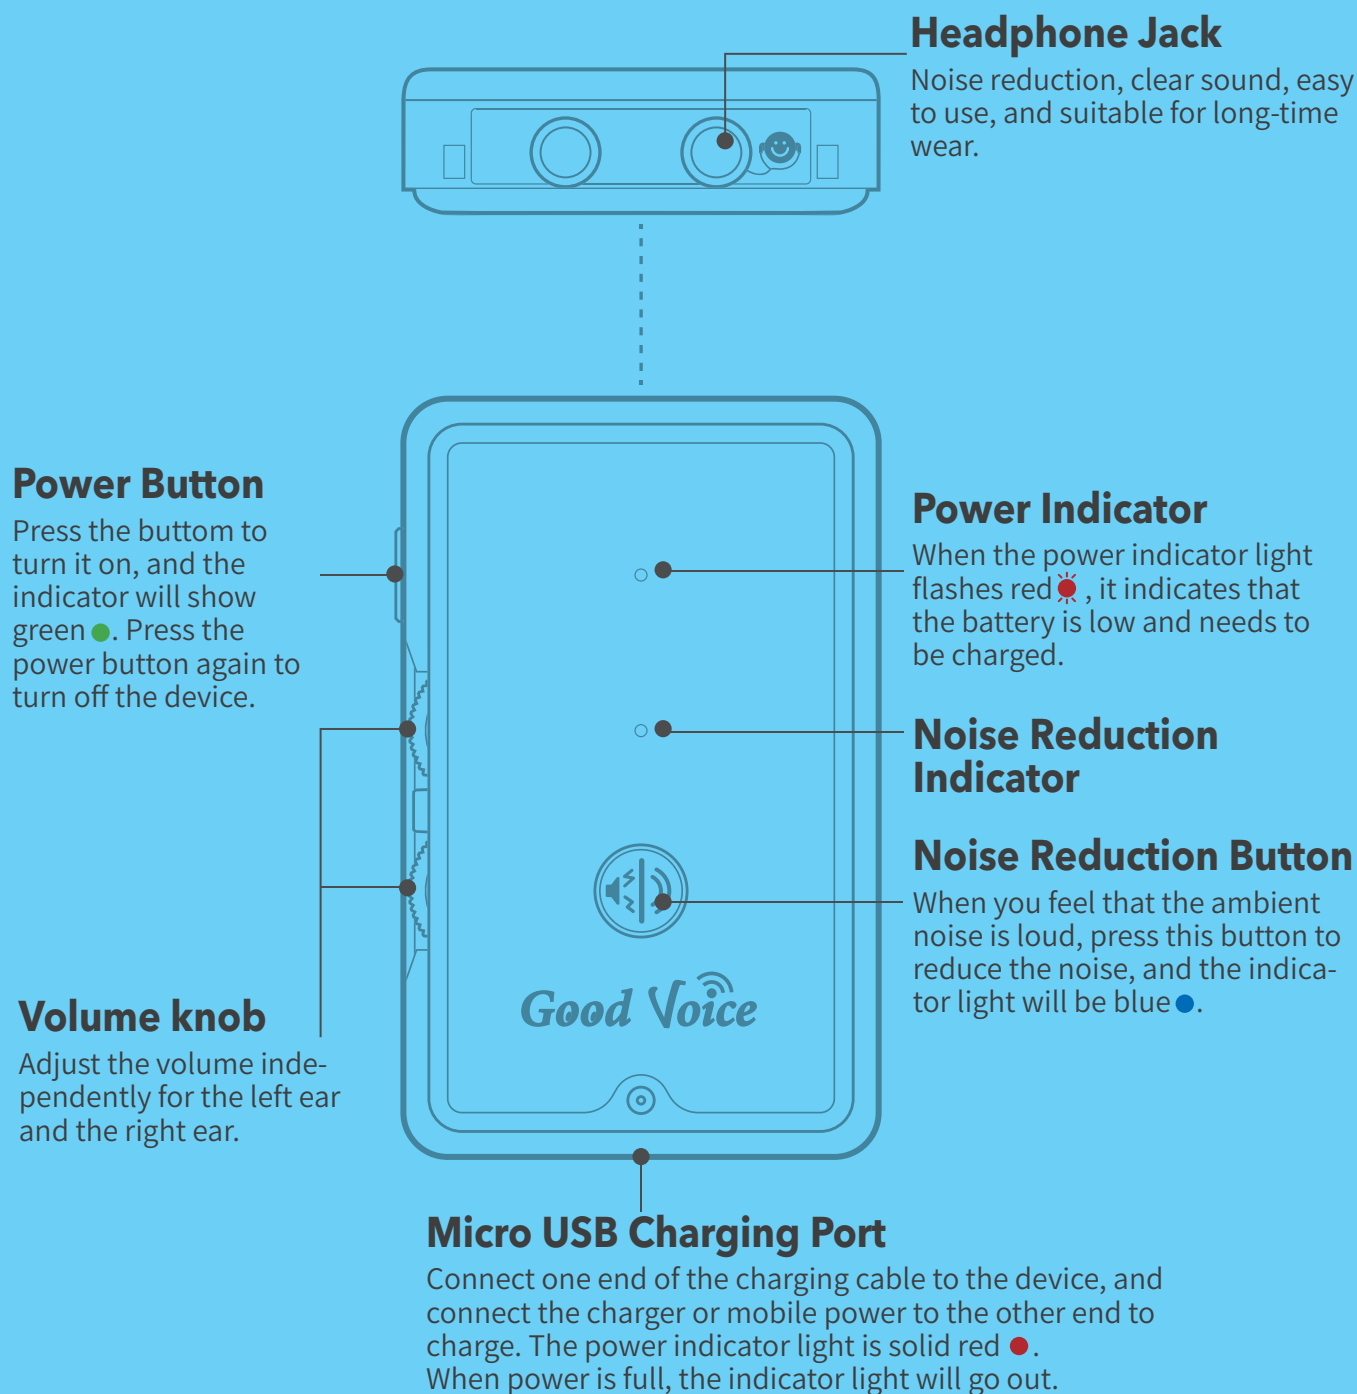 Headphone Jack
Noise reduction, clear sound, easy
to use, and suitable for long-time
wear.
Power Button
Press the buttom to
turn it on, and the
indicator will show
green. Press the
power button again to
turn off the device.
Power Indicator
When the power indicator light
flashes red, it indicates that
the battery is low and needs to
be charged.
Noise Reduction
Indicator
Noise Reduction Button
When you feel that the ambient
noise is loud, press this button to
reduce the noise, and the indica-
tor light will be blue.
Volume knob
Adjust the volume inde-
pendently for the left ear
and the right ear.
Good Voice
Micro USB Charging Port
Connect one end of the charging cable to the device, and
connect the charger or mobile power to the other end to
charge. The power indicator light is solid red.
When power is full, the indicator light will go out.